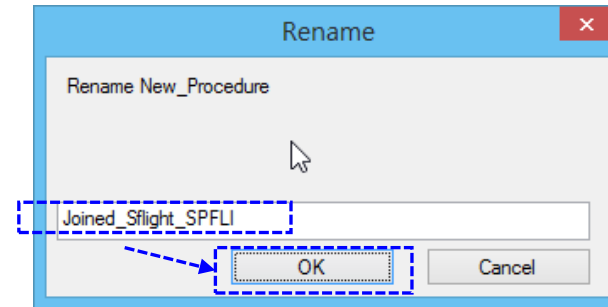 Rename
Rename New_Procedure
Joined_Sflight_SPFLI
OK
Cancel